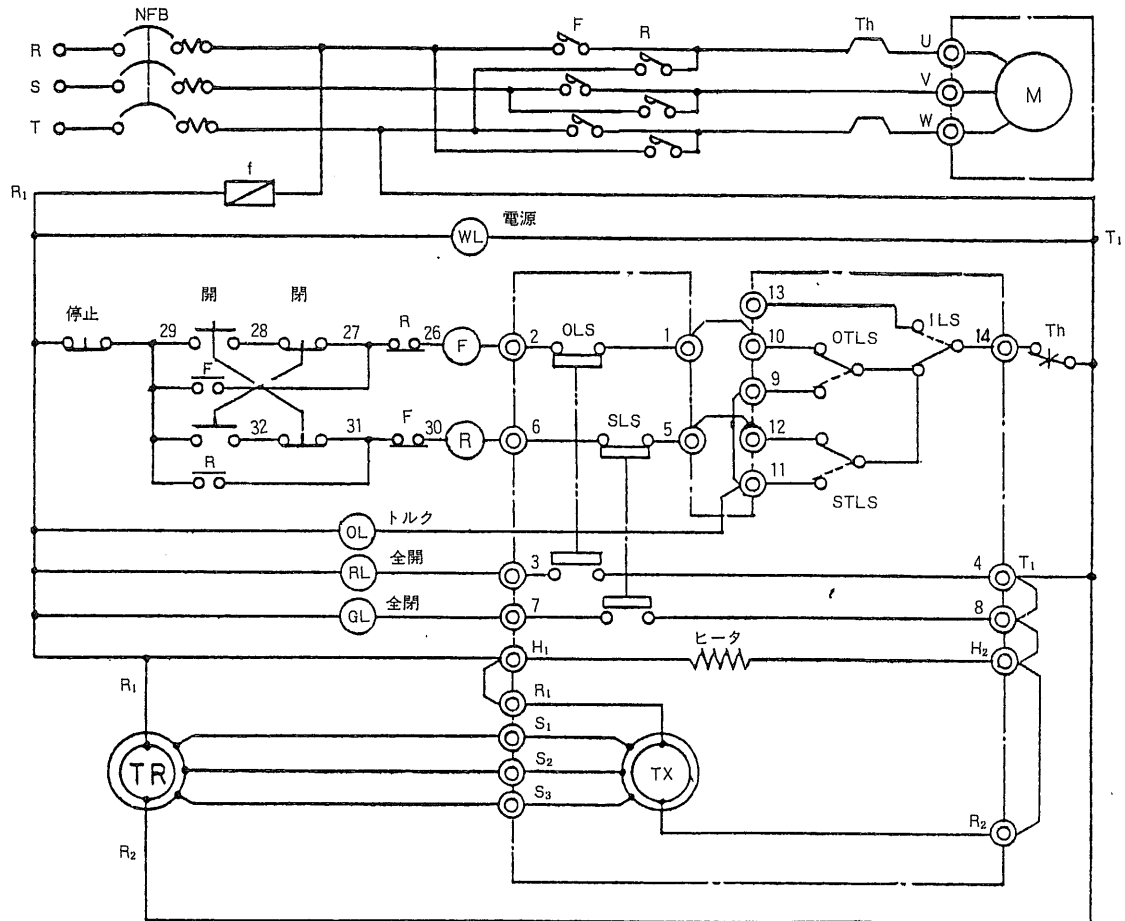 NFB
R
S
T
F
R
Th
U
V
W
M
R₁
f
電源
WL
T₁
停止
29
開
28
閉
27
R
26
F
2
OLS
1
13
10
OTLS
ILS
14
Th
9
F
32
31
F
30
R
6
SLS
5
12
11
STLS
R
OL
トルク
RL
全開
3
4
T₁
GL
全閉
7
8
H₁
ヒータ
H₂
R₁
R₁
S₁
S₂
S₃
TR
TX
R₂
R₂